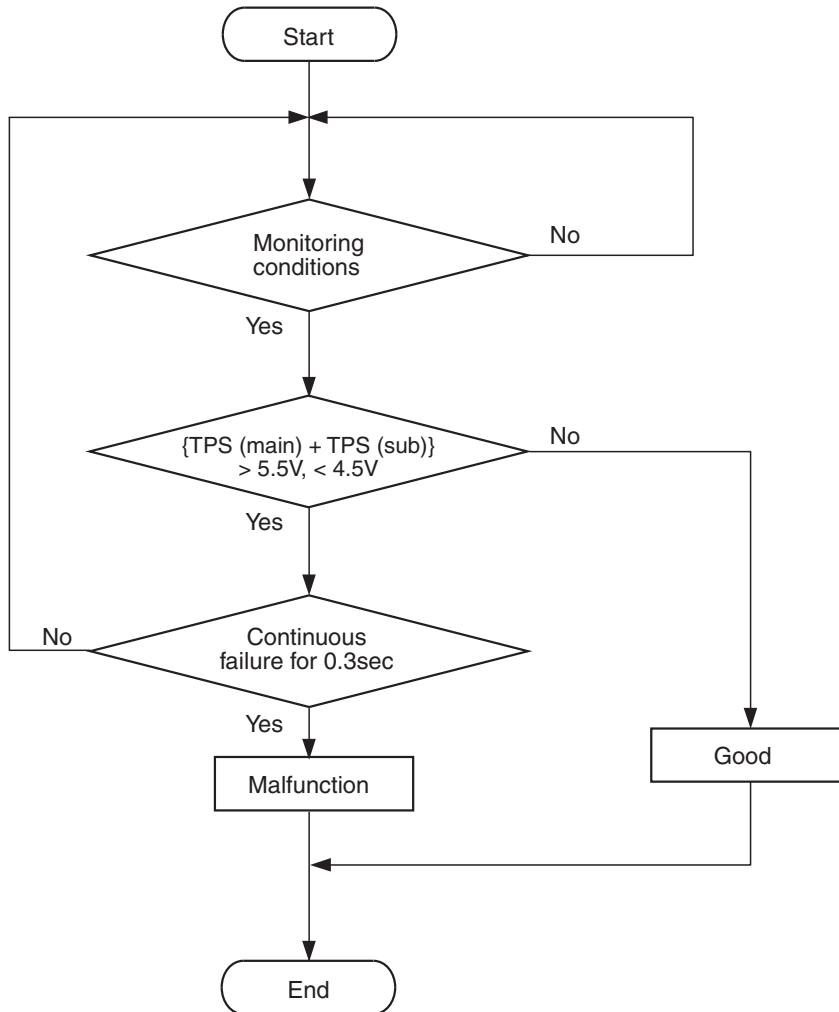 Start
Monitoring
conditions
No
Yes
{TPS (main) + TPS (sub)}
> 5.5V, < 4.5V
No
Yes
Continuous
failure for 0.3sec
No
Yes
Malfunction
Good
End